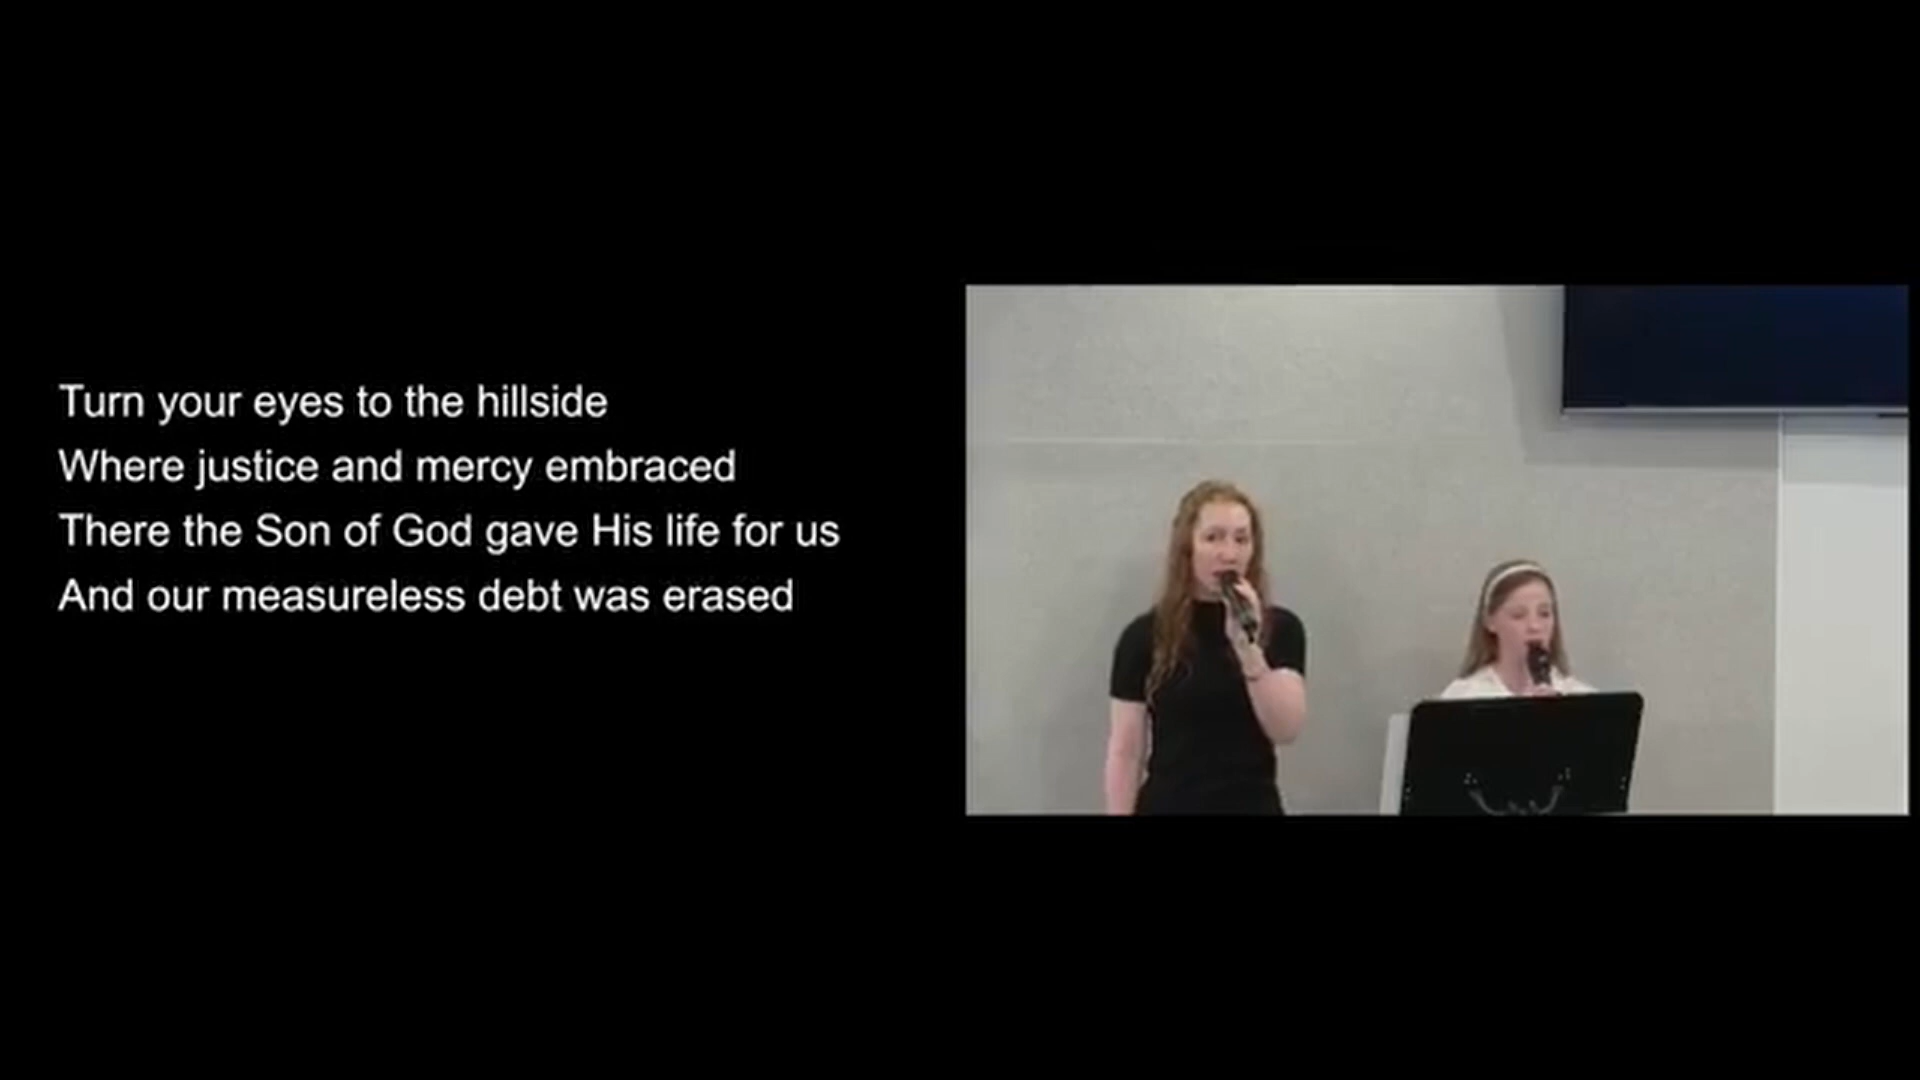 Turn your eyes to the hillside
Where justice and mercy embraced
There the Son of God gave His life for us
And our measureless debt was erased